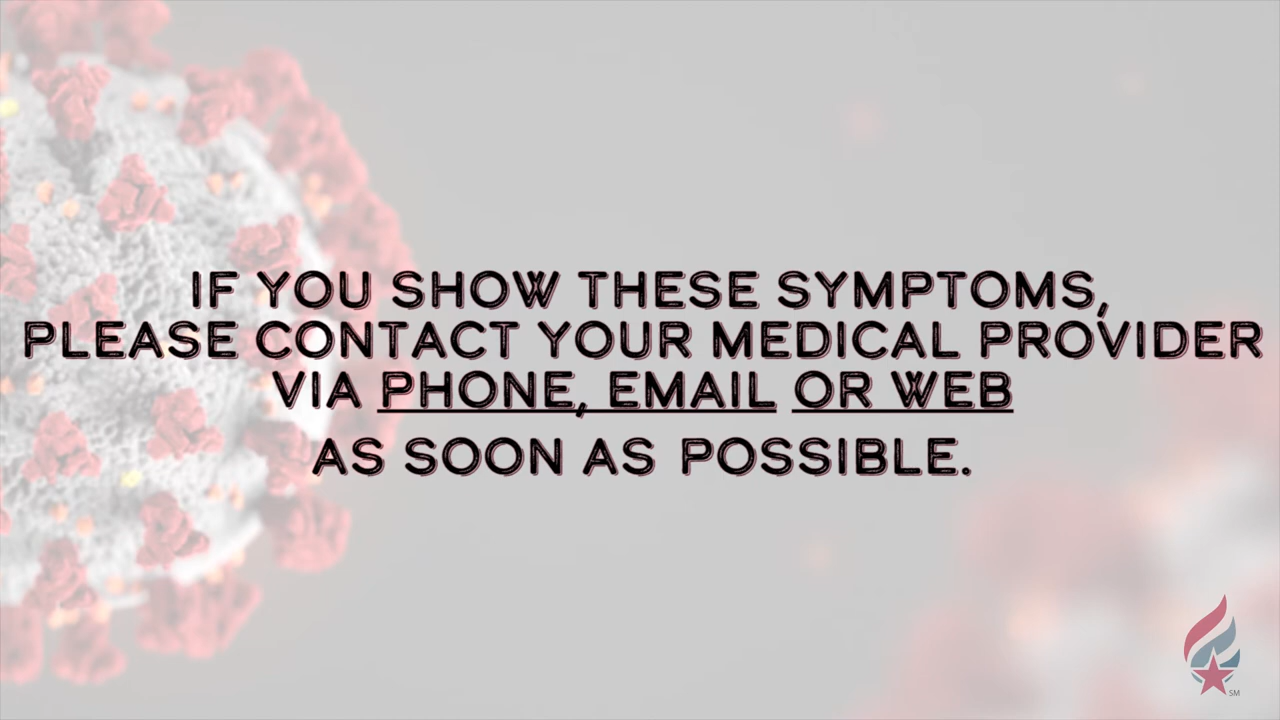 IF YOU SHOW THESE SYMPTOMS,
PLEASE CONTACT YOUR MEDICAL PROVIDER
VIA PHONE, EMAIL OR WEB
AS SOON AS POSSIBLE.
SM